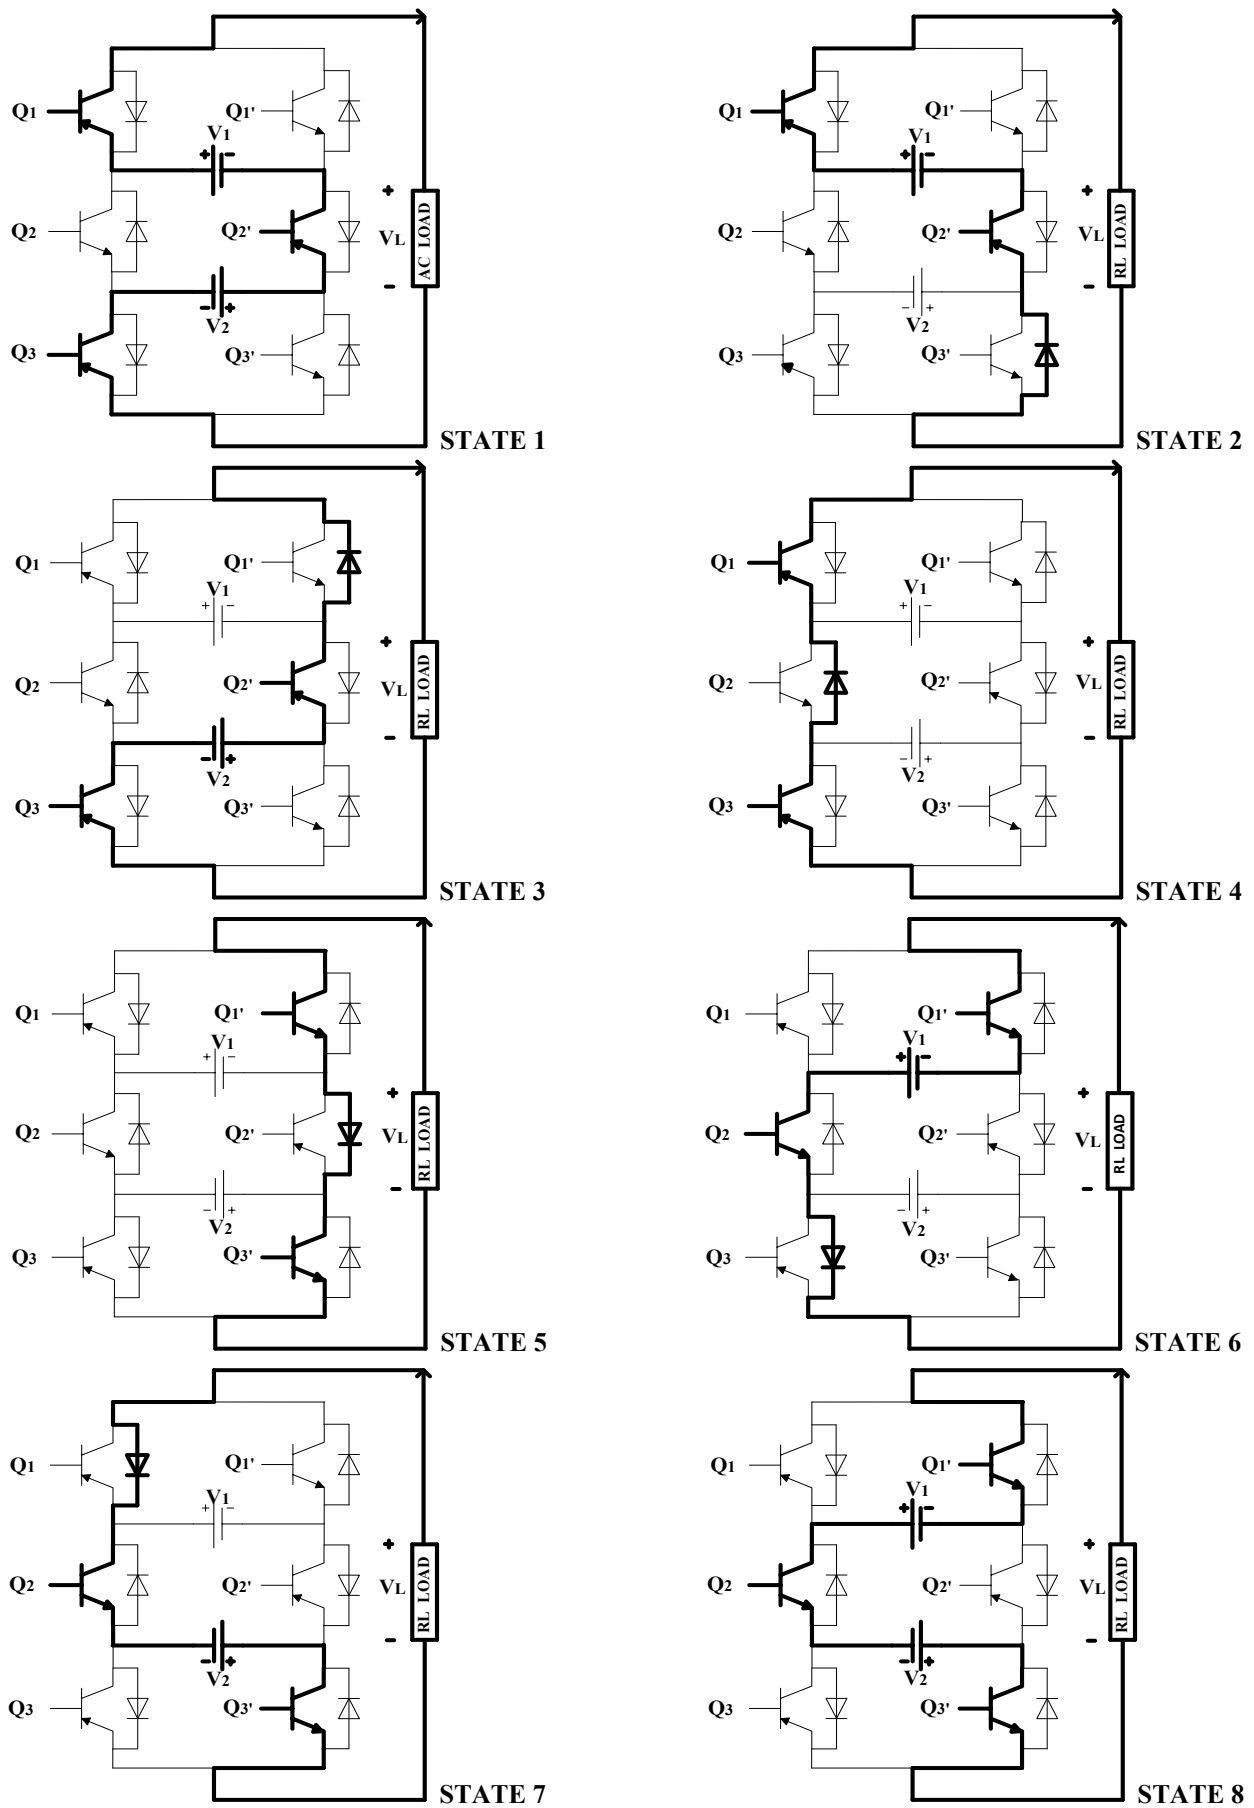 Q1
Q1'
V1
+ −
Q2
Q2'
+
VL
−
AC LOAD
− +
V2
Q3
Q3'
STATE 1
Q1
Q1'
V1
+ −
Q2
Q2'
+
VL
−
RL LOAD
− +
V2
Q3
Q3'
STATE 2
Q1
Q1'
V1
+ −
Q2
Q2'
+
VL
−
RL LOAD
− +
V2
Q3
Q3'
STATE 3
Q1
Q1'
V1
+ −
Q2
Q2'
+
VL
−
RL LOAD
− +
V2
Q3
Q3'
STATE 4
Q1
Q1'
V1
+ −
Q2
Q2'
+
VL
−
RL LOAD
− +
V2
Q3
Q3'
STATE 5
Q1
Q1'
V1
+ −
Q2
Q2'
+
VL
−
RL LOAD
− +
V2
Q3
Q3'
STATE 6
Q1
Q1'
V1
+ −
Q2
Q2'
+
VL
−
RL LOAD
− +
V2
Q3
Q3'
STATE 7
Q1
Q1'
V1
+ −
Q2
Q2'
+
VL
−
RL LOAD
− +
V2
Q3
Q3'
STATE 8